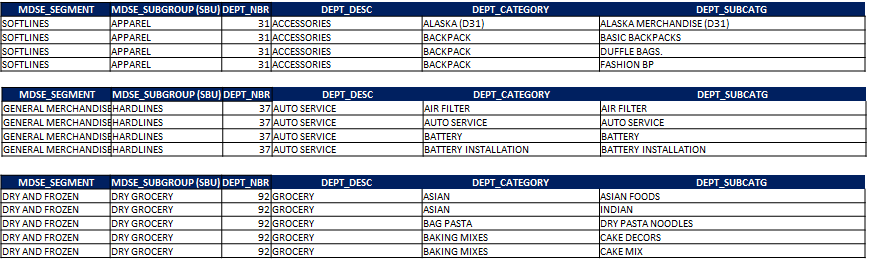 MDSE_SEGMENT MDSE_SUBGROUP (SBU) DEPT_NBR DEPT_DESC DEPT_CATEGORY DEPT_SUBCATG
SOFTLINES APPAREL 31 ACCESSORIES ALASKA (D31) ALASKA MERCHANDISE (D31)
SOFTLINES APPAREL 31 ACCESSORIES BACKPACK BASIC BACKPACKS
SOFTLINES APPAREL 31 ACCESSORIES BACKPACK DUFFLE BAGS.
SOFTLINES APPAREL 31 ACCESSORIES BACKPACK FASHION BP
MDSE_SEGMENT MDSE_SUBGROUP (SBU) DEPT_NBR DEPT_DESC DEPT_CATEGORY DEPT_SUBCATG
GENERAL MERCHANDISE HARDLINES 37 AUTO SERVICE AIR FILTER AIR FILTER
GENERAL MERCHANDISE HARDLINES 37 AUTO SERVICE AUTO SERVICE AUTO SERVICE
GENERAL MERCHANDISE HARDLINES 37 AUTO SERVICE BATTERY BATTERY
GENERAL MERCHANDISE HARDLINES 37 AUTO SERVICE BATTERY INSTALLATION BATTERY INSTALLATION
MDSE_SEGMENT MDSE_SUBGROUP (SBU) DEPT_NBR DEPT_DESC DEPT_CATEGORY DEPT_SUBCATG
DRY AND FROZEN DRY GROCERY 92 GROCERY ASIAN ASIAN FOODS
DRY AND FROZEN DRY GROCERY 92 GROCERY ASIAN INDIAN
DRY AND FROZEN DRY GROCERY 92 GROCERY BAG PASTA DRY PASTA NOODLES
DRY AND FROZEN DRY GROCERY 92 GROCERY BAKING MIXES CAKE DECORS
DRY AND FROZEN DRY GROCERY 92 GROCERY BAKING MIXES CAKE MIX